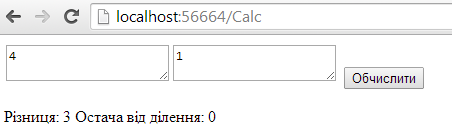 localhost:56664/Calc
4 1 Обчислити
Різниця: 3 Остача від ділення: 0